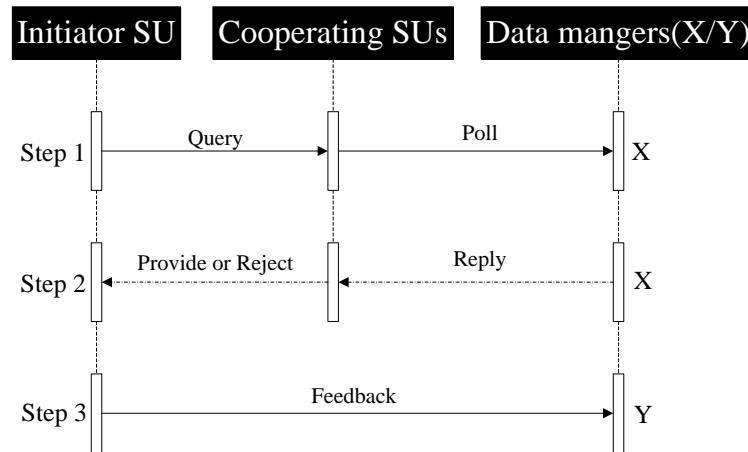 Initiator SU
Cooperating SUs
Data mangers(X/Y)
Query
Poll
Step 1
X
Provide or Reject
Reply
Step 2
X
Feedback
Step 3
Y